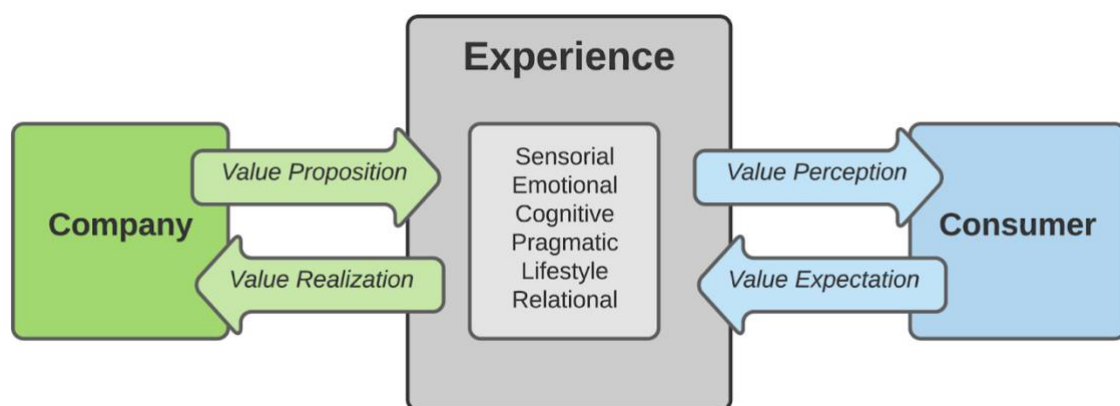 Experience
Company
Value Proposition
Value Realization
Sensorial
Emotional
Cognitive
Pragmatic
Lifestyle
Relational
Value Perception
Value Expectation
Consumer